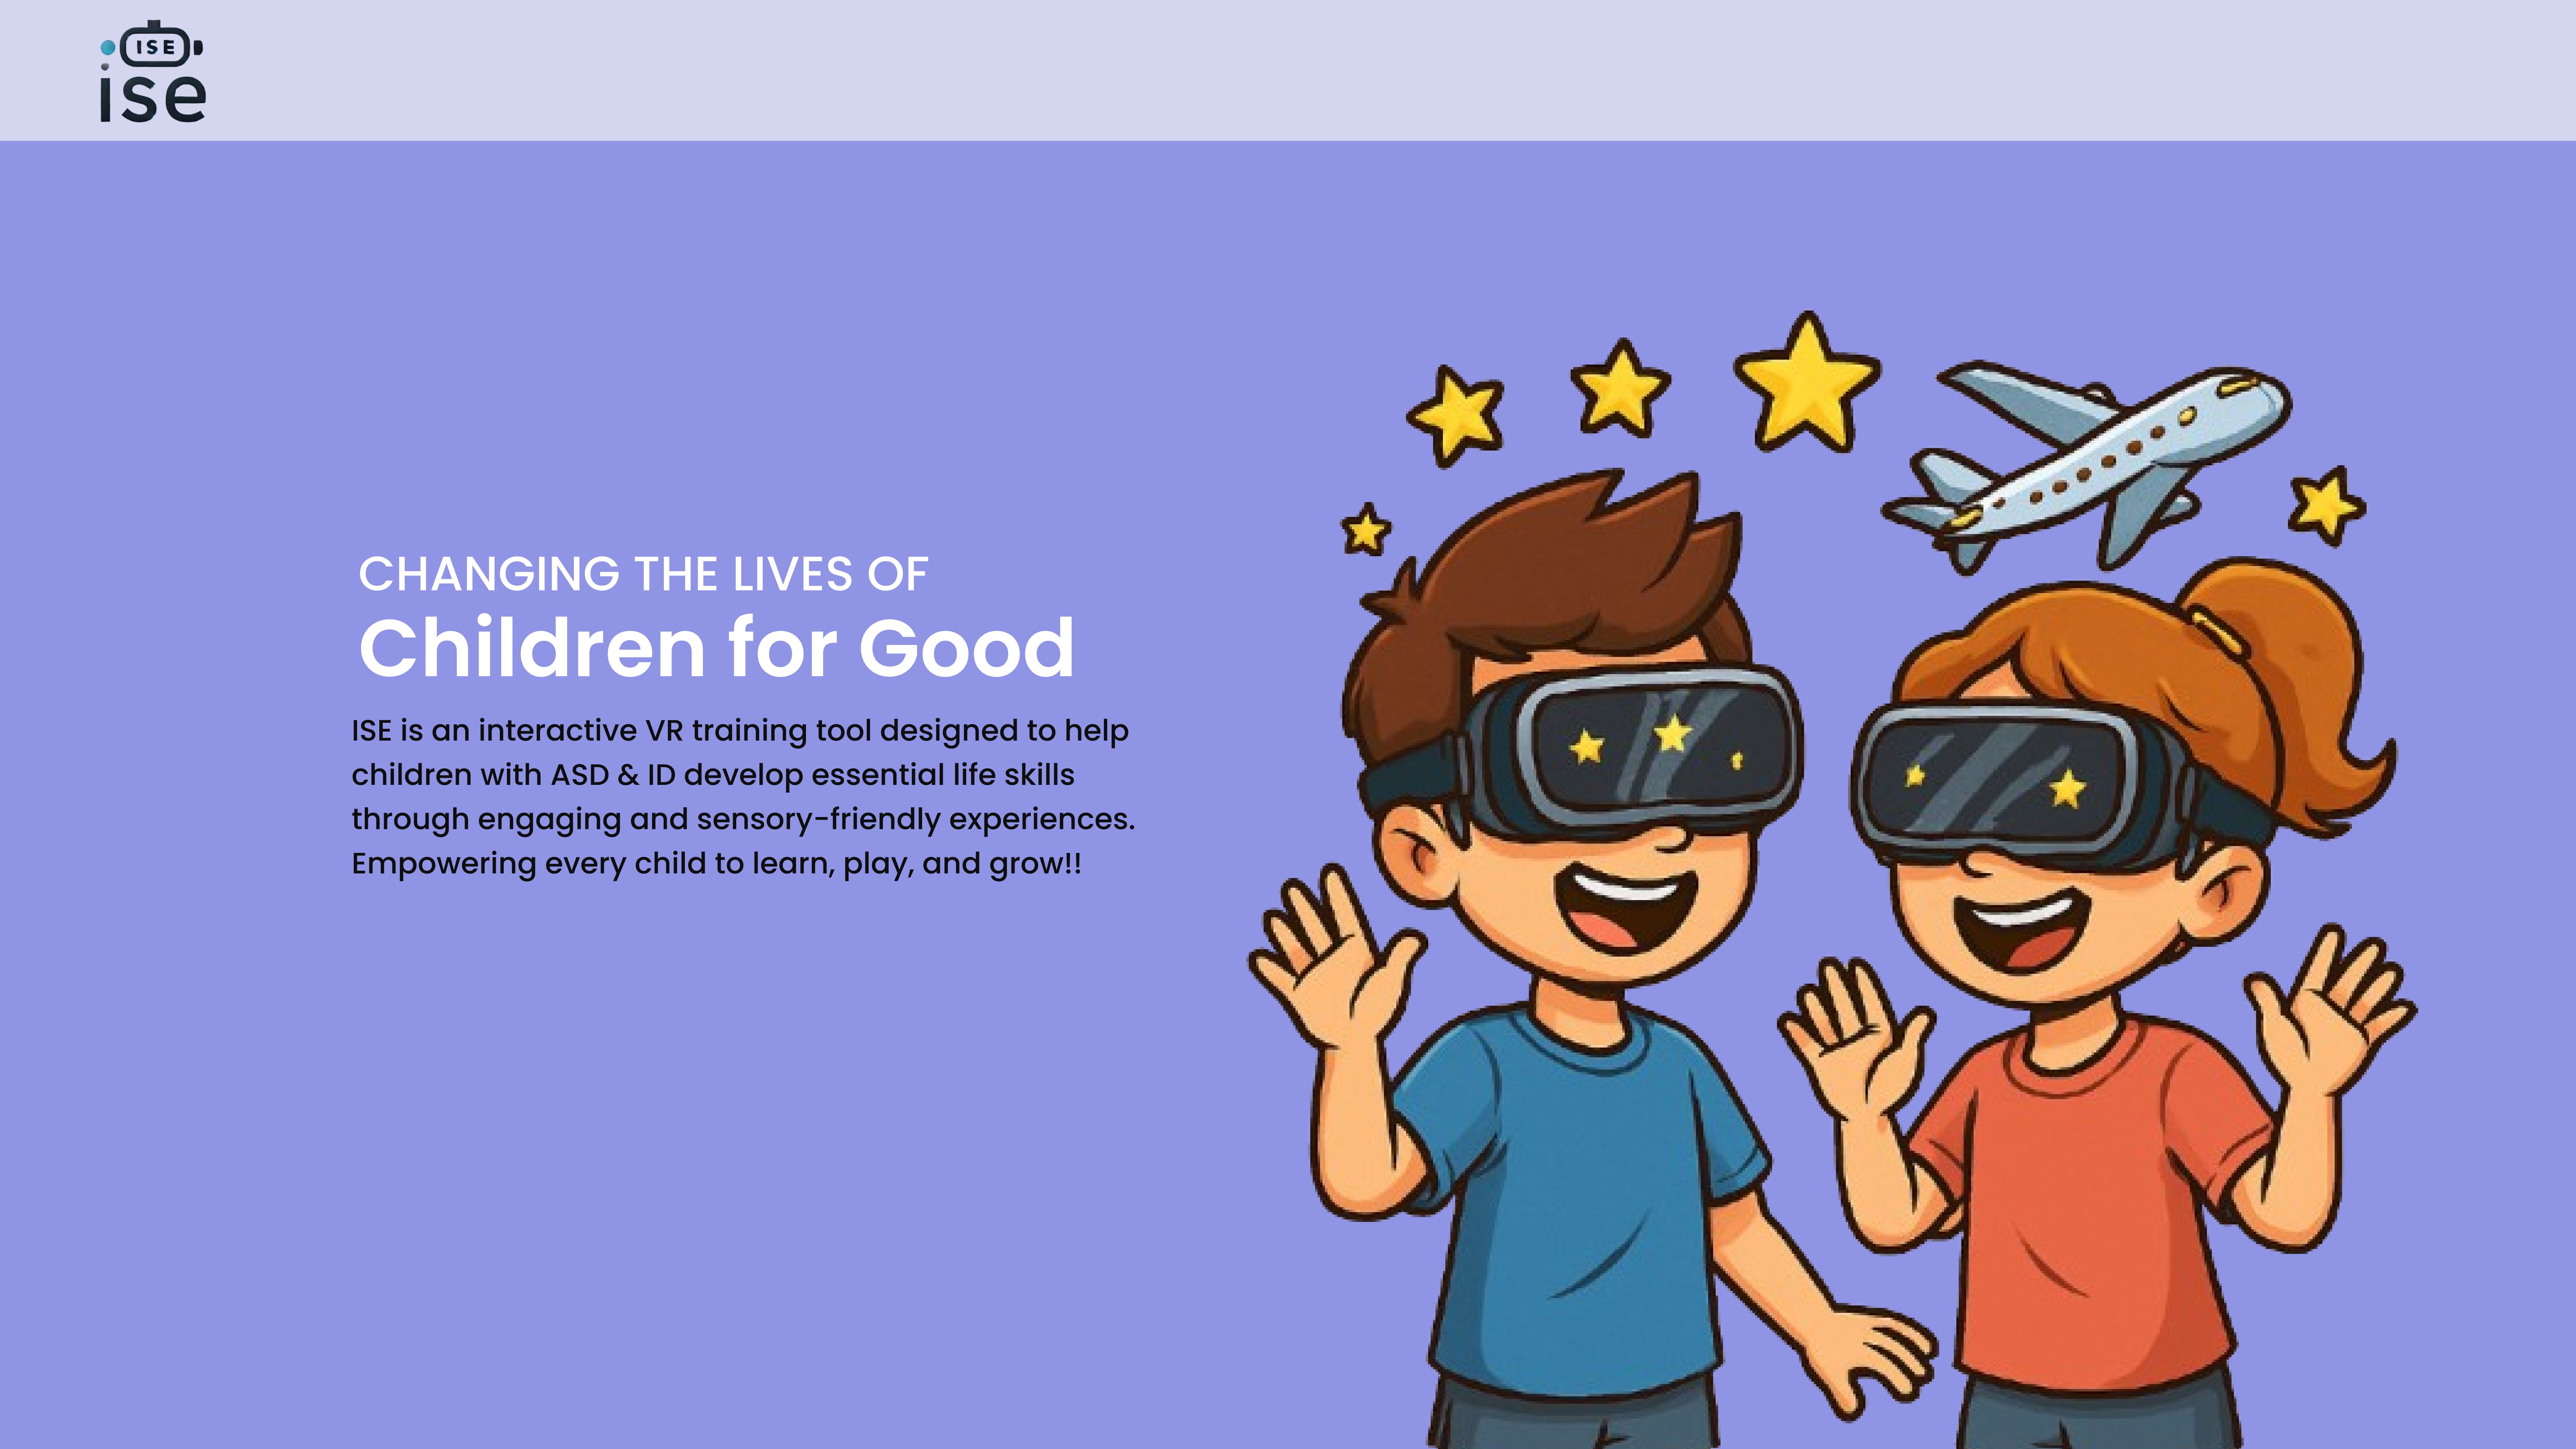 ISE
ise
CHANGING THE LIVES OF
Children for Good
ISE is an interactive VR training tool designed to help
children with ASD & ID develop essential life skills
through engaging and sensory-friendly experiences.
Empowering every child to learn, play, and grow!!